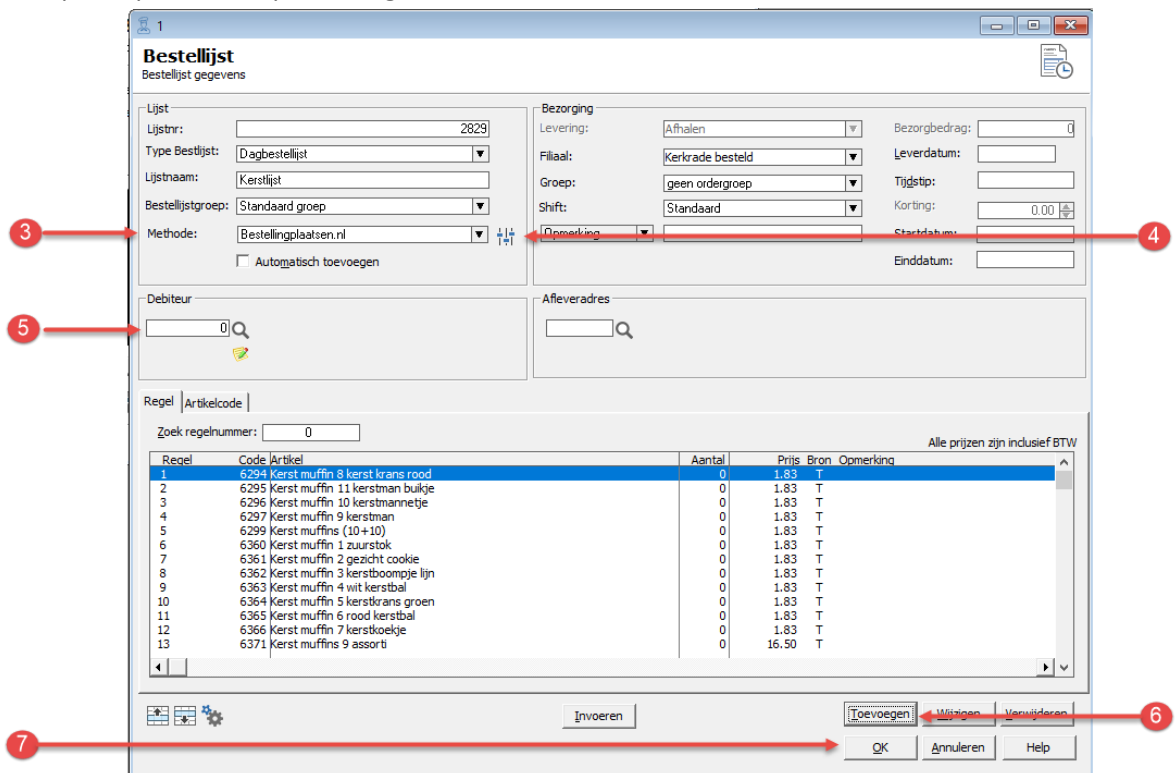 1
Bestellijst
Bestellijst gegevens
Lijst
Lijstnr: 2829
Type Bestlijst: Dagbestellijst
Lijstnaam: Kerstlijst
Bestellijstgroep: Standaard groep
3
Methode: Bestellingplaatsen.nl
Automatisch toevoegen
Bezorging
Levering: Afhalen Bezorgbedrag: 0
Filiaal: Kerkrade besteld Leverdatum:
Groep: geen ordergroep Tijdstip:
Shift: Standaard Korting: 0.00
Opmerking Startdatum:
4
Einddatum:
Debiteur
5
0
Afleveradres
Regel Artikelcode
Zoek regelnummer: 0
Alle prijzen zijn inclusief BTW
Regel Code Artikel Aantal Prijs Bron Opmerking
1 6294 Kerst muffin 8 kerst krans rood 0 1.83 T
2 6295 Kerst muffin 11 kerstman buikje 0 1.83 T
3 6296 Kerst muffin 10 kerstmannetje 0 1.83 T
4 6297 Kerst muffin 9 kerstman 0 1.83 T
5 6299 Kerst muffins (10+10) 0 1.83 T
6 6360 Kerst muffin 1 zuurstok 0 1.83 T
7 6361 Kerst muffin 2 gezicht cookie 0 1.83 T
8 6362 Kerst muffin 3 kerstboompje lijn 0 1.83 T
9 6363 Kerst muffin 4 wit kerstbal 0 1.83 T
10 6364 Kerst muffin 5 kerstkrans groen 0 1.83 T
11 6365 Kerst muffin 6 rood kerstbal 0 1.83 T
12 6366 Kerst muffin 7 kerstkoekje 0 1.83 T
13 6371 Kerst muffins 9 assorti 0 16.50 T
Invoeren Toevoegen Wijzigen Verwijderen
6
7
OK Annuleren Help